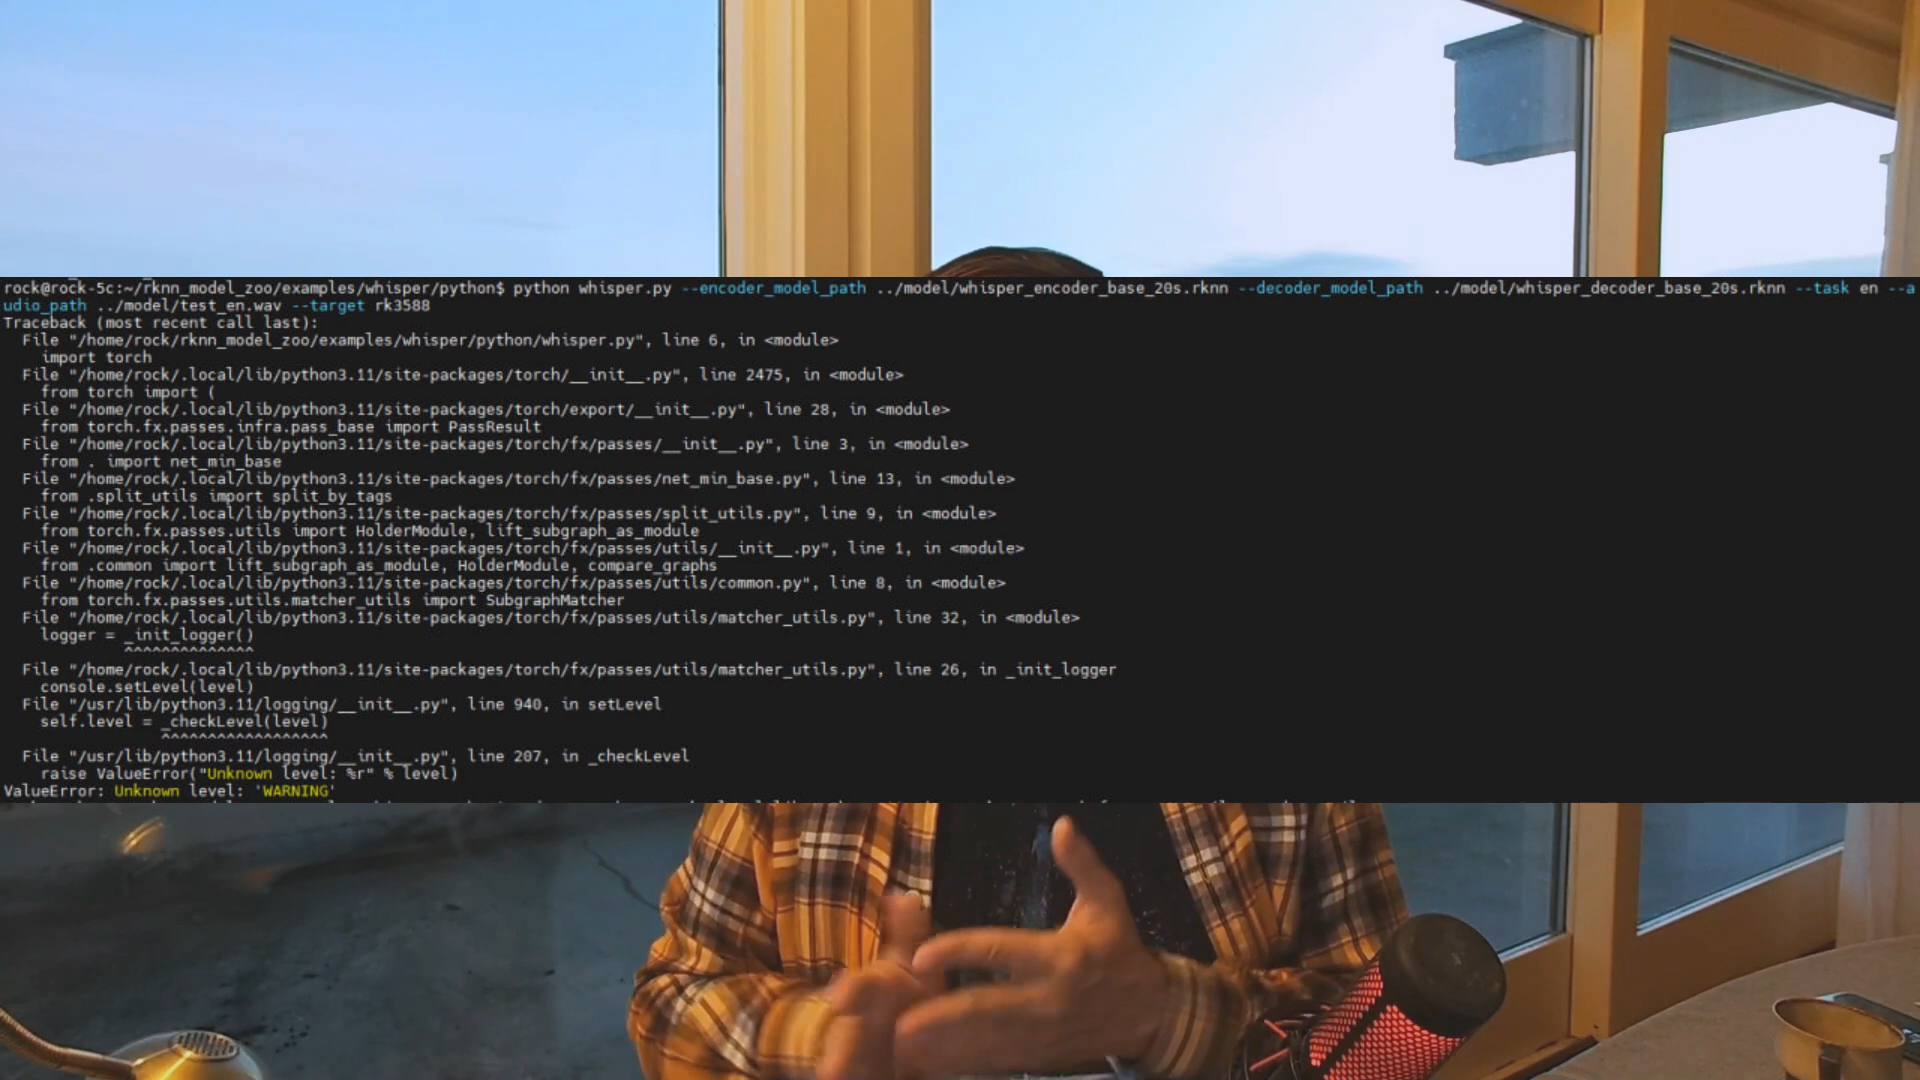 rock@rock-5c:~/rknn_model_zoo/examples/whisper/python$ python whisper.py --encoder_model_path ../model/whisper_encoder_base_20s.rknn --decoder_model_path ../model/whisper_decoder_base_20s.rknn --task en --a
udio_path ../model/test_en.wav --target rk3588
Traceback (most recent call last):
  File "/home/rock/rknn_model_zoo/examples/whisper/python/whisper.py", line 6, in <module>
    import torch
  File "/home/rock/.local/lib/python3.11/site-packages/torch/__init__.py", line 2475, in <module>
    from torch import (
  File "/home/rock/.local/lib/python3.11/site-packages/torch/export/__init__.py", line 28, in <module>
    from torch.fx.passes.infra.pass_base import PassResult
  File "/home/rock/.local/lib/python3.11/site-packages/torch/fx/passes/__init__.py", line 3, in <module>
    from . import net_min_base
  File "/home/rock/.local/lib/python3.11/site-packages/torch/fx/passes/net_min_base.py", line 13, in <module>
    from .split_utils import split_by_tags
  File "/home/rock/.local/lib/python3.11/site-packages/torch/fx/passes/split_utils.py", line 9, in <module>
    from torch.fx.passes.utils import HolderModule, lift_subgraph_as_module
  File "/home/rock/.local/lib/python3.11/site-packages/torch/fx/passes/utils/__init__.py", line 1, in <module>
    from .common import lift_subgraph_as_module, HolderModule, compare_graphs
  File "/home/rock/.local/lib/python3.11/site-packages/torch/fx/passes/utils/common.py", line 8, in <module>
    from torch.fx.passes.utils.matcher_utils import SubgraphMatcher
  File "/home/rock/.local/lib/python3.11/site-packages/torch/fx/passes/utils/matcher_utils.py", line 32, in <module>
    logger = _init_logger()
             ^^^^^^^^^^^^^^
  File "/home/rock/.local/lib/python3.11/site-packages/torch/fx/passes/utils/matcher_utils.py", line 26, in _init_logger
    console.setLevel(level)
  File "/usr/lib/python3.11/logging/__init__.py", line 940, in setLevel
    self.level = _checkLevel(level)
                 ^^^^^^^^^^^^^^^^^^
  File "/usr/lib/python3.11/logging/__init__.py", line 207, in _checkLevel
    raise ValueError("Unknown level: %r" % level)
ValueError: Unknown level: 'WARNING'